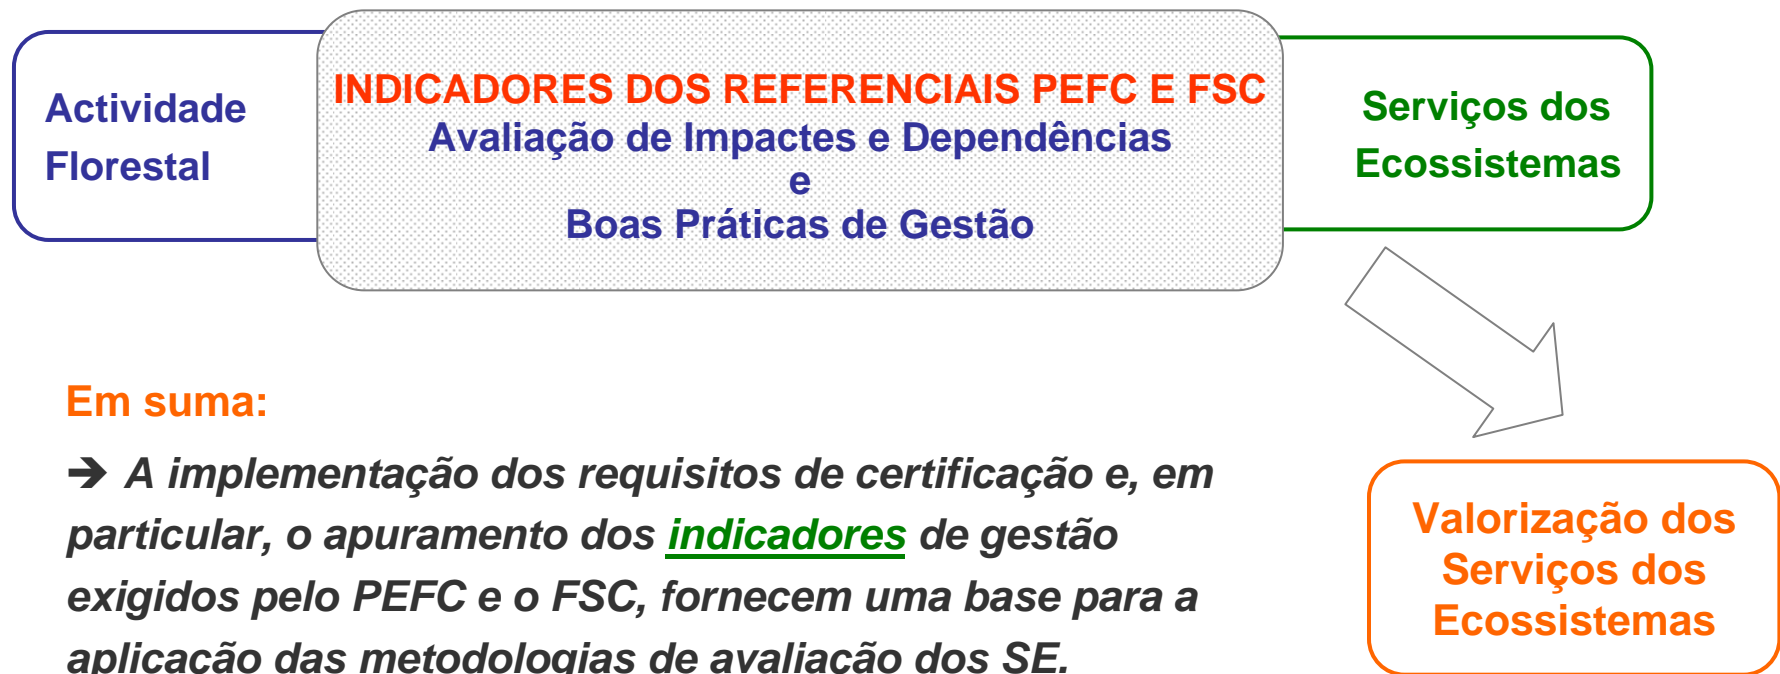 Actividade
Florestal
INDICADORES DOS REFERENCIAIS PEFC E FSC
Avaliação de Impactes e Dependências
e
Boas Práticas de Gestão
Serviços dos
Ecossistemas
Em suma:
➔ A implementação dos requisitos de certificação e, em
particular, o apuramento dos indicadores de gestão
exigidos pelo PEFC e o FSC, fornecem uma base para a
aplicação das metodologias de avaliação dos SE.
Valorização dos
Serviços dos
Ecossistemas